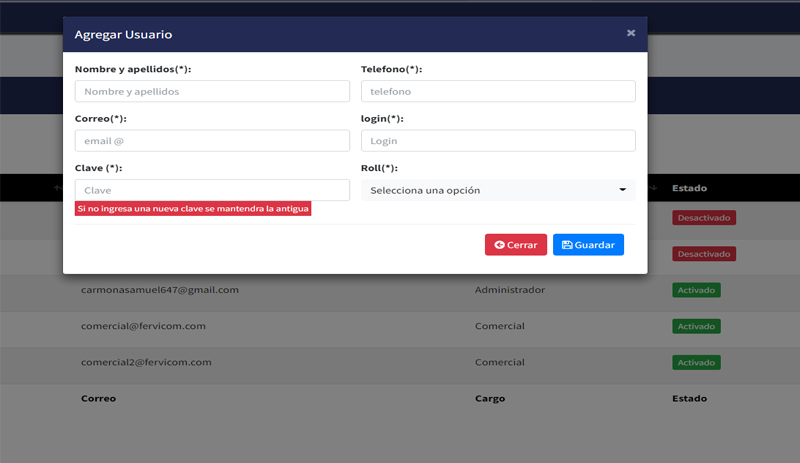 Agregar Usuario ×
Nombre y apellidos(*): Telefono(*):
Nombre y apellidos telefono
Correo(*): login(*):
email @ Login
Clave (*): Roll(*):
Clave Selecciona una opción
Si no ingresa una nueva clave se mantendra la antigua
Cerrar Guardar
Estado
Desactivado
Desactivado
carmonasamuel647@gmail.com Administrador Activado
comercial@fervicom.com Comercial Activado
comercial2@fervicom.com Comercial Activado
Correo Cargo Estado